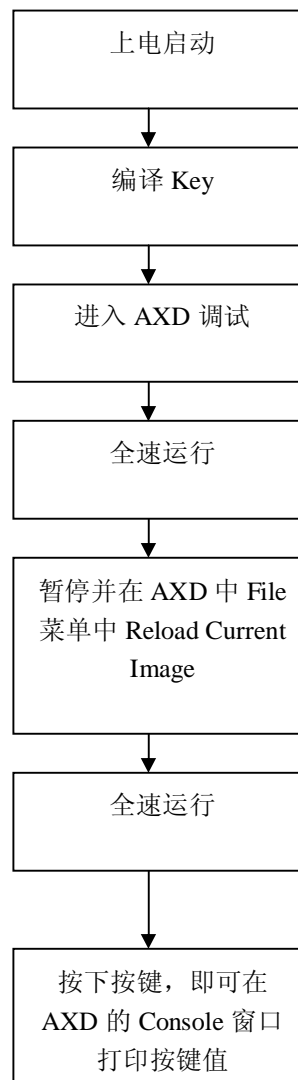 上电启动
编译 Key
进入 AXD 调试
全速运行
暂停并在 AXD 中 File
菜单中 Reload Current
Image
全速运行
按下按键，即可在
AXD 的 Console 窗口
打印按键值